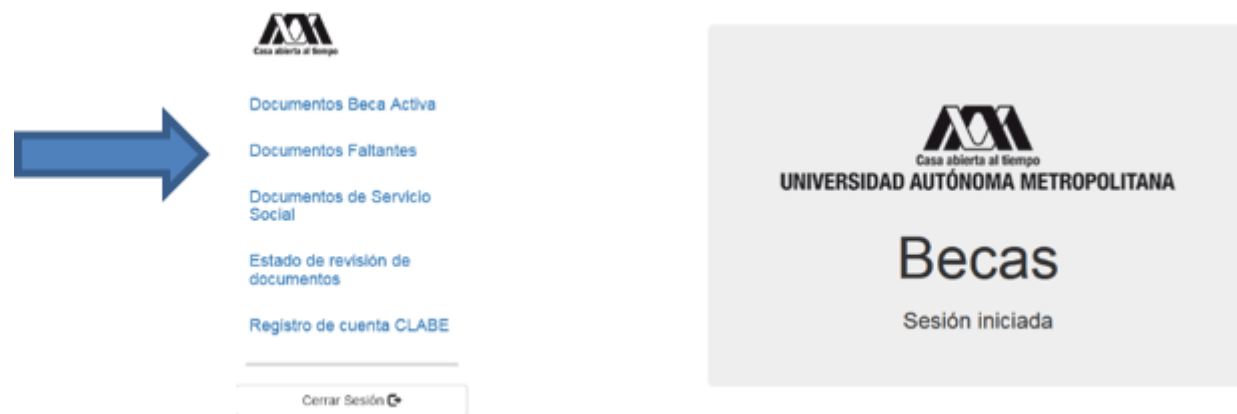 Casa abierta al tiempo
Documentos Beca Activa
Documentos Faltantes
Documentos de Servicio
Social
Estado de revisión de
documentos
Registro de cuenta CLABE
Cerrar Sesión
Casa abierta al tiempo
UNIVERSIDAD AUTÓNOMA METROPOLITANA
Becas
Sesión iniciada